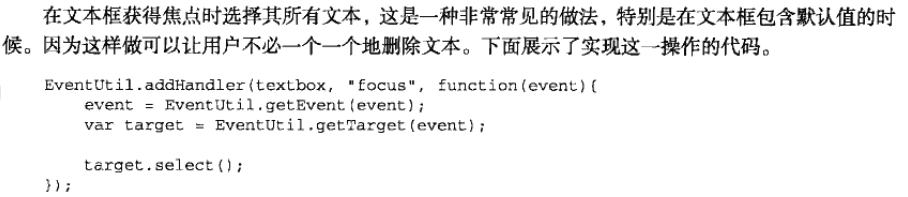 在文本框获得焦点时选择其所有文本，这是一种非常常见的做法，特别是在文本框包含默认值的时
候。因为这样做可以让用户不必一个一个地删除文本。下面展示了实现这一操作的代码。
EventUtil.addHandler(textbox, "focus", function(event){
    event = EventUtil.getEvent(event);
    var target = EventUtil.getTarget(event);
    target.select();
});